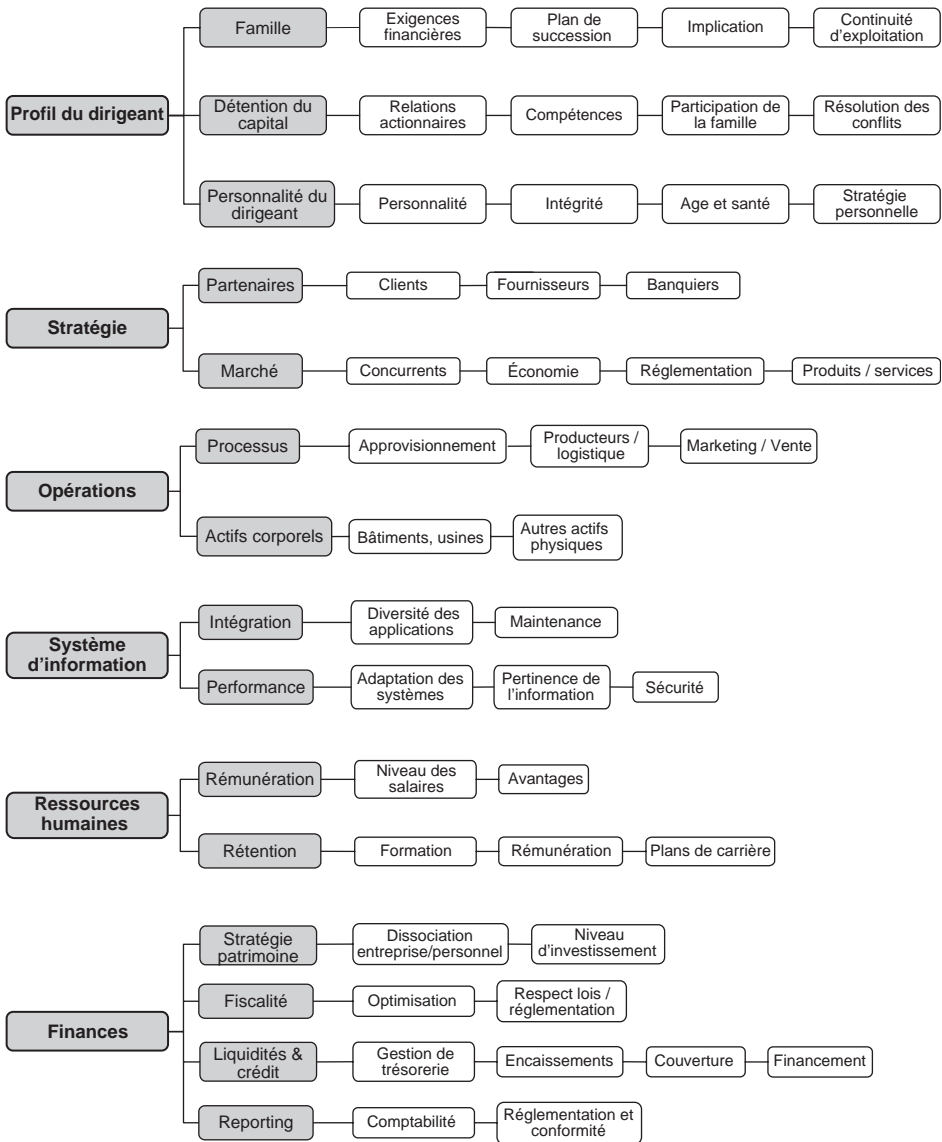 Famille
Exigences
financières
Plan de
succession
Implication
Continuité
d'exploitation
Profil du dirigeant
Détention du
capital
Relations
actionnaires
Compétences
Participation de
la famille
Résolution des
conflits
Personnalité du
dirigeant
Personnalité
Intégrité
Age et santé
Stratégie
personnelle
Stratégie
Partenaires
Clients
Fournisseurs
Banquiers
Marché
Concurrents
Économie
Réglementation
Produits / services
Opérations
Processus
Approvisionnement
Producteurs /
logistique
Marketing / Vente
Actifs corporels
Bâtiments, usines
Autres actifs
physiques
Système
d'information
Intégration
Diversité des
applications
Maintenance
Performance
Adaptation des
systèmes
Pertinence de
l'information
Sécurité
Ressources
humaines
Rémunération
Niveau des
salaires
Avantages
Rétention
Formation
Rémunération
Plans de carrière
Finances
Stratégie
patrimoine
Dissociation
entreprise/personnel
Niveau
d'investissement
Fiscalité
Optimisation
Respect lois /
réglementation
Liquidités &
crédit
Gestion de
trésorerie
Encaissements
Couverture
Financement
Reporting
Comptabilité
Réglementation et
conformité